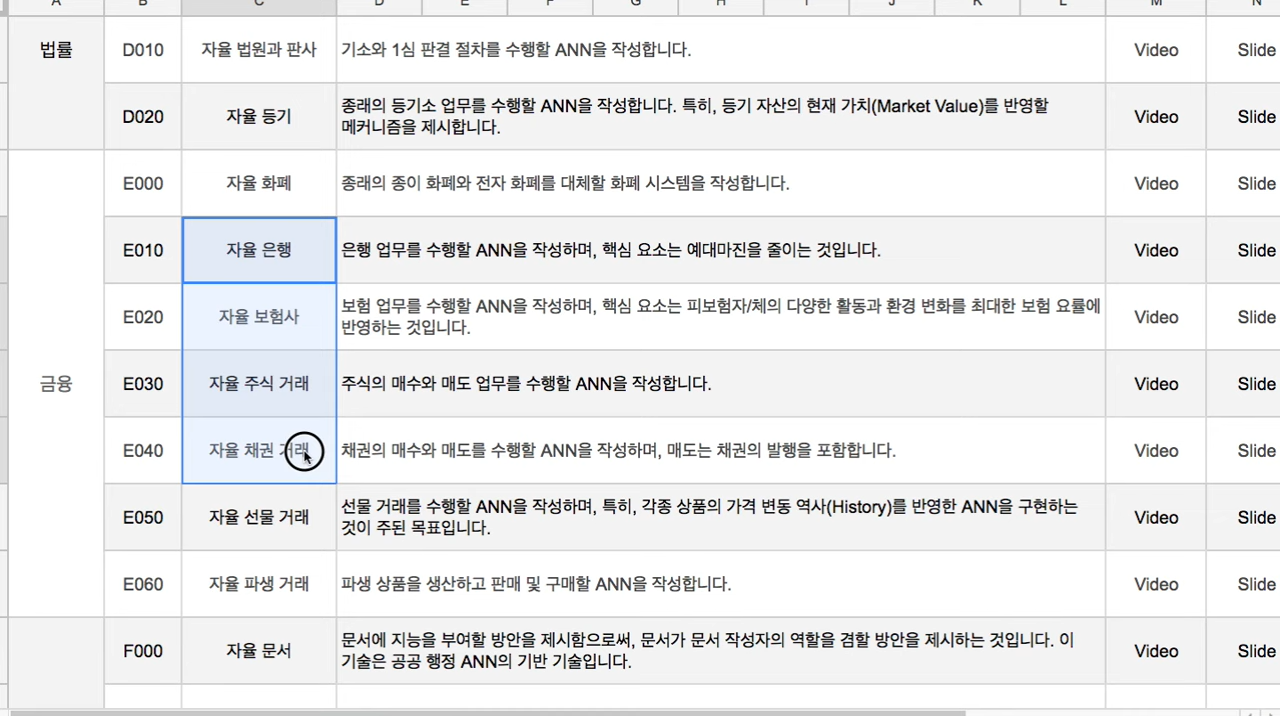 법률 D010 자율 법원과 판사 기소와 1심 판결 절차를 수행할 ANN을 작성합니다. Video Slide
D020 자율 등기 종래의 등기소 업무를 수행할 ANN을 작성합니다. 특히, 등기 자산의 현재 가치(Market Value)를 반영할
메커니즘을 제시합니다. Video Slide
E000 자율 화폐 종래의 종이 화폐와 전자 화폐를 대체할 화폐 시스템을 작성합니다. Video Slide
E010 자율 은행 은행 업무를 수행할 ANN을 작성하며, 핵심 요소는 예대마진을 줄이는 것입니다. Video Slide
E020 자율 보험사 보험 업무를 수행할 ANN을 작성하며, 핵심 요소는 피보험자/체의 다양한 활동과 환경 변화를 최대한 보험 요률에
반영하는 것입니다. Video Slide
금융 E030 자율 주식 거래 주식의 매수와 매도 업무를 수행할 ANN을 작성합니다. Video Slide
E040 자율 채권 거래 채권의 매수와 매도를 수행할 ANN을 작성하며, 매도는 채권의 발행을 포함합니다. Video Slide
E050 자율 선물 거래 선물 거래를 수행할 ANN을 작성하며, 특히, 각종 상품의 가격 변동 역사(History)를 반영한 ANN을 구현하는
것이 주된 목표입니다. Video Slide
E060 자율 파생 거래 파생 상품을 생산하고 판매 및 구매할 ANN을 작성합니다. Video Slide
F000 자율 문서 문서에 지능을 부여할 방안을 제시함으로써, 문서가 문서 작성자의 역할을 겸할 방안을 제시하는 것입니다. 이
기술은 공공 행정 ANN의 기반 기술입니다. Video Slide